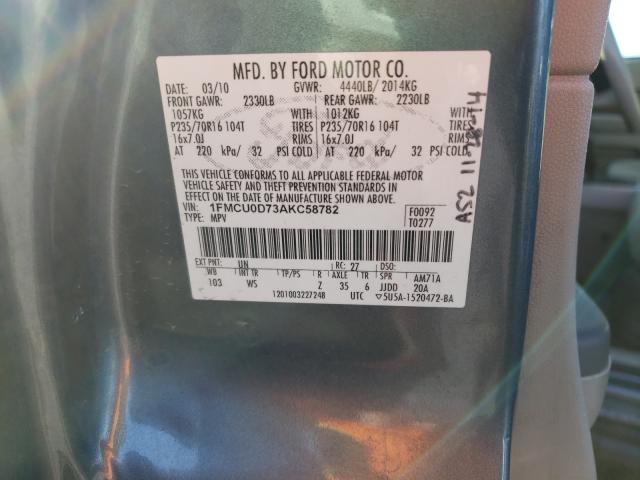 MFD. BY FORD MOTOR CO.
DATE: 03/10 GVWR: 4440LB/ 2014KG
FRONT GAWR: 2330LB REAR GAWR: 2230LB
1057KG WITH 1012KG WITH
P235/70R16 104T TIRES P235/70R16 104T TIRES
16x7.0J RIMS 16x7.0J RIMS
AT 220 kPa/ 32 PSI COLD AT 220 kPa/ 32 PSI COLD
THIS VEHICLE CONFORMS TO ALL APPLICABLE FEDERAL MOTOR
VEHICLE SAFETY AND THEFT PREVENTION STANDARDS IN
EFFECT ON THE DATE OF MANUFACTURE SHOWN ABOVE.
VIN: 1FMCU0D73AKC58782 F0092
TYPE: MPV T0277
EXT PNT: UN RC: 27 DSO:
WB INT TR TP/PS R AXLE TR SPR AM71A
103 WS Z 35 6 JJDD 20A
UTC ▽5U5A-1520472-BA
A52